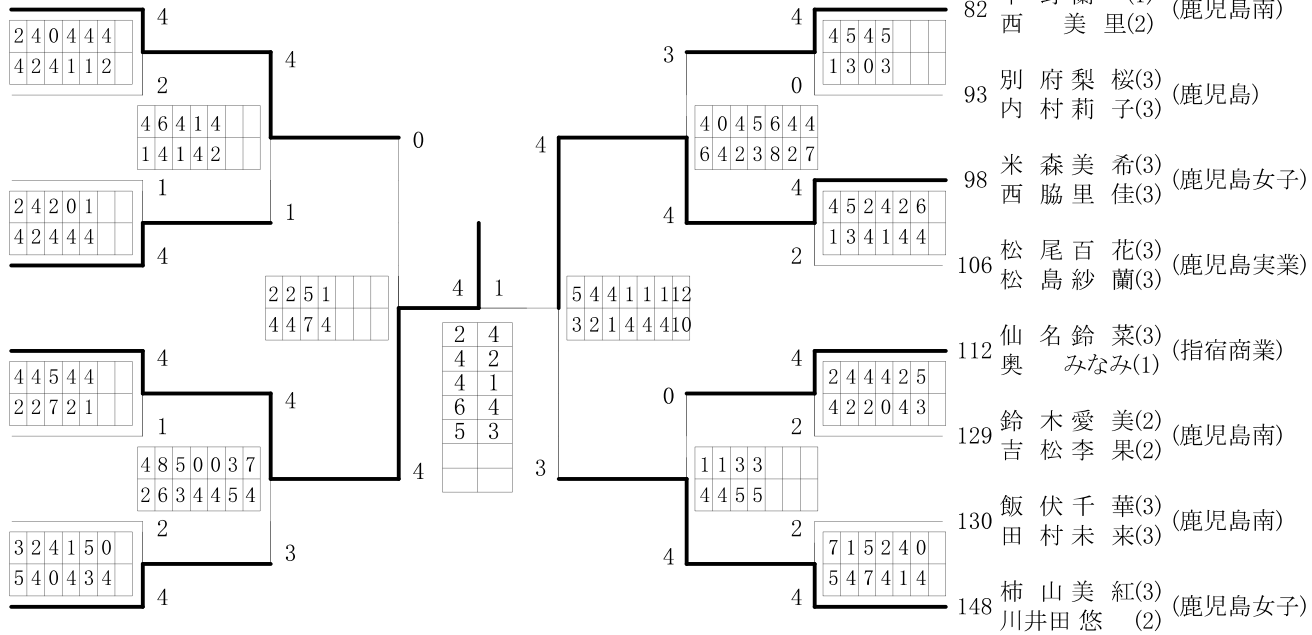 4
2 4 0 4 4 4
4 2 4 1 1 2
2
4
4 6 4 1 4
1 4 1 4 2
0
1
2 4 2 0 1
4 2 4 4 4
4
1
2 2 5 1
4 4 7 4
4
4 4 5 4 4
2 2 7 2 1
1
4
4 8 5 0 0 3 7
2 6 3 4 4 5 4
4
2
3 2 4 1 5 0
5 4 0 4 3 4
4
3
4 1
2 4
4 2
4 1
6 4
5 3
4
5 4 4 1 1 1 12
3 2 1 4 4 4 10
3
3
4 0 4 5 6 4 4
6 4 2 3 8 2 7
4
0
1 1 3 3
4 4 5 5
4
4
4 5 4 5
1 3 0 3
0
4
4 5 2 4 2 6
1 3 4 1 4 4
2
4
2 4 4 4 2 5
4 2 2 0 4 3
2
2
7 1 5 2 4 0
5 4 7 4 1 4
4
82 (鹿児島南)
西 美 里(2)
93 別 府 梨 桜(3) (鹿児島)
内 村 莉 子(3)
98 米 森 美 希(3) (鹿児島女子)
西 脇 里 佳(3)
106 松 尾 百 花(3) (鹿児島実業)
松 島 紗 蘭(3)
112 仙 名 鈴 菜(3) (指宿商業)
奥 みなみ(1)
129 鈴 木 愛 美(2) (鹿児島南)
吉 松 李 果(2)
130 飯 伏 千 華(3) (鹿児島南)
田 村 未 来(3)
148 柿 山 美 紅(3) (鹿児島女子)
川井田 悠 (2)